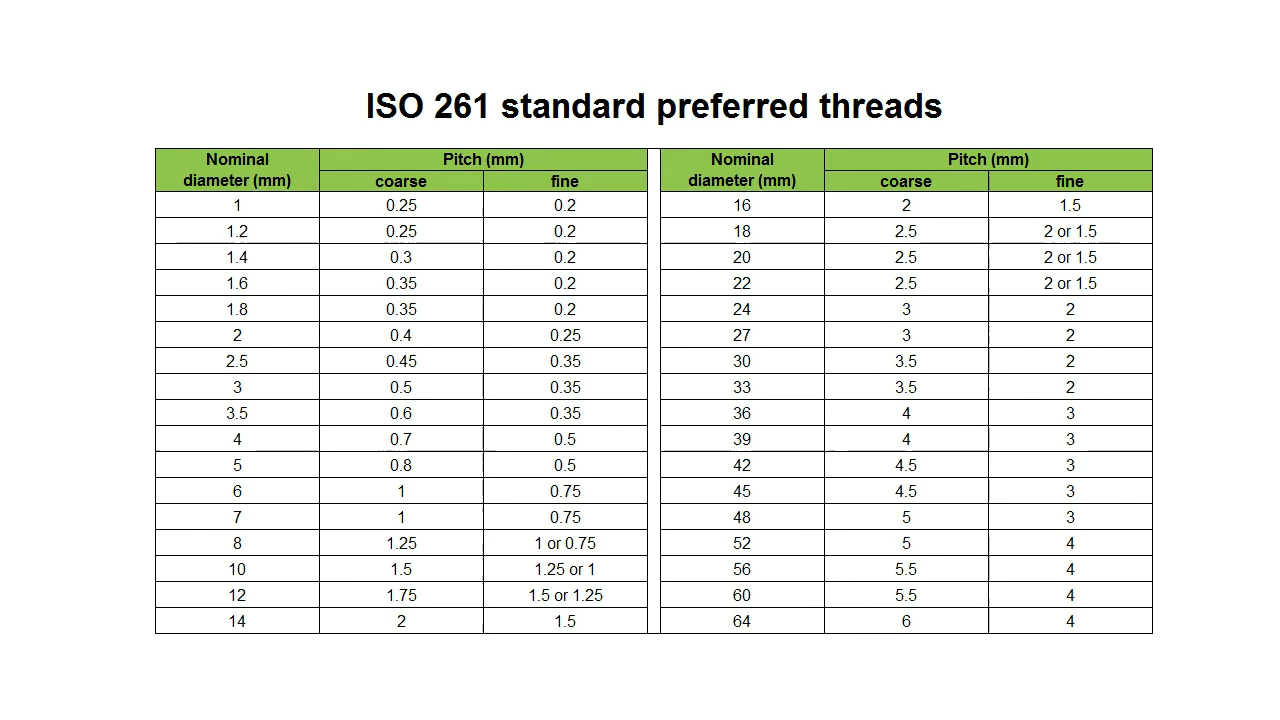 ISO 261 standard preferred threads
Nominal diameter (mm) Pitch (mm) Nominal diameter (mm) Pitch (mm)
coarse fine coarse fine
1 0.25 0.2 16 2 1.5
1.2 0.25 0.2 18 2.5 2 or 1.5
1.4 0.3 0.2 20 2.5 2 or 1.5
1.6 0.35 0.2 22 2.5 2 or 1.5
1.8 0.35 0.2 24 3 2
2 0.4 0.25 27 3 2
2.5 0.45 0.35 30 3.5 2
3 0.5 0.35 33 3.5 2
3.5 0.6 0.35 36 4 3
4 0.7 0.5 39 4 3
5 0.8 0.5 42 4.5 3
6 1 0.75 45 4.5 3
7 1 0.75 48 5 3
8 1.25 1 or 0.75 52 5 4
10 1.5 1.25 or 1 56 5.5 4
12 1.75 1.5 or 1.25 60 5.5 4
14 2 1.5 64 6 4